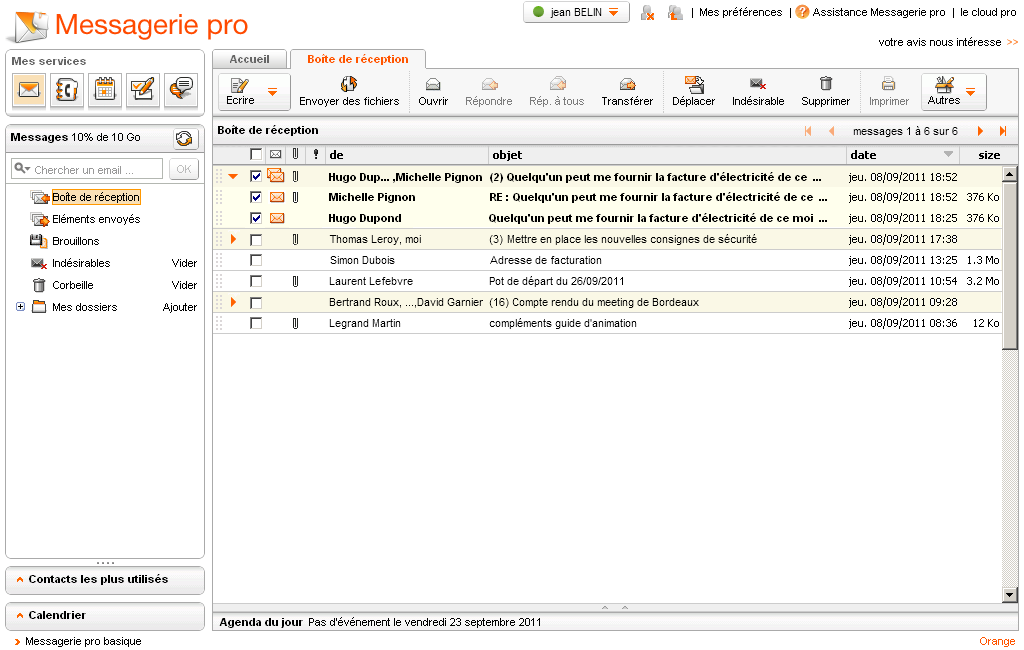 Messagerie pro
jean BELIN
| Mes préférences | Assistance Messagerie pro | le cloud pro
votre avis nous intéresse >>
Mes services
Messages 10% de 10 Go
Chercher un email ... OK
Boîte de réception
Eléments envoyés
Brouillons
Indésirables Vider
Corbeille Vider
Mes dossiers Ajouter
Contacts les plus utilisés
Calendrier
Messagerie pro basique
Accueil Boîte de réception
Ecrire Envoyer des fichiers Ouvrir Répondre Rép. à tous Transférer Déplacer Indésirable Supprimer Imprimer Autres
Boîte de réception messages 1 à 6 sur 6
! de objet date size
Hugo Dup... ,Michelle Pignon (2) Quelqu'un peut me fournir la facture d'électricité de ce ... jeu. 08/09/2011 18:52
Michelle Pignon RE : Quelqu'un peut me fournir la facture d'électricité de ce ... jeu. 08/09/2011 18:52 376 Ko
Hugo Dupond Quelqu'un peut me fournir la facture d'électricité de ce moi ... jeu. 08/09/2011 18:25 376 Ko
Thomas Leroy, moi (3) Mettre en place les nouvelles consignes de sécurité jeu. 08/09/2011 17:38
Simon Dubois Adresse de facturation jeu. 08/09/2011 13:25 1.3 Mo
Laurent Lefebvre Pot de départ du 26/09/2011 jeu. 08/09/2011 10:54 3.2 Mo
Bertrand Roux, ...,David Garnier (16) Compte rendu du meeting de Bordeaux jeu. 08/09/2011 09:28
Legrand Martin compléments guide d'animation jeu. 08/09/2011 08:36 12 Ko
Agenda du jour Pas d'événement le vendredi 23 septembre 2011
Orange